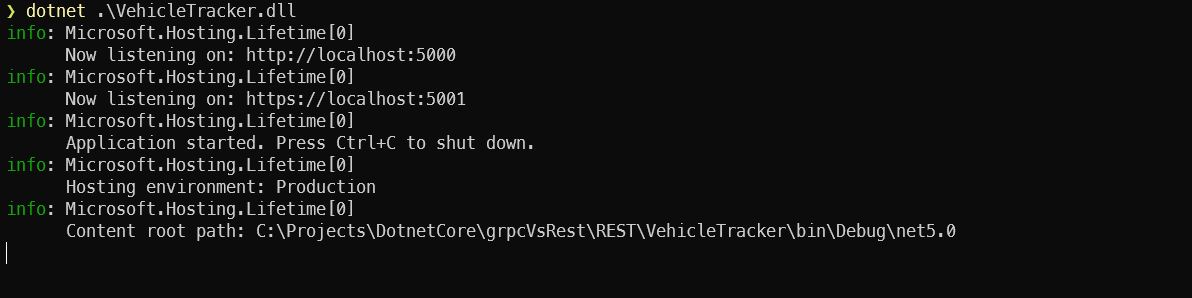 ❯ dotnet .\VehicleTracker.dll
info: Microsoft.Hosting.Lifetime[0]
      Now listening on: http://localhost:5000
info: Microsoft.Hosting.Lifetime[0]
      Now listening on: https://localhost:5001
info: Microsoft.Hosting.Lifetime[0]
      Application started. Press Ctrl+C to shut down.
info: Microsoft.Hosting.Lifetime[0]
      Hosting environment: Production
info: Microsoft.Hosting.Lifetime[0]
      Content root path: C:\Projects\DotnetCore\grpcVsRest\REST\VehicleTracker\bin\Debug\net5.0